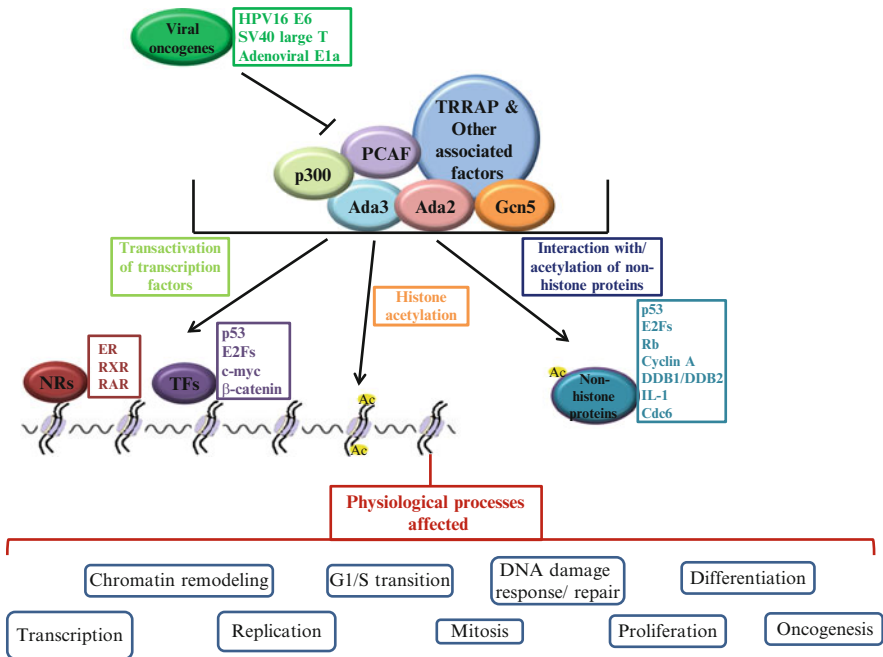 Viral
oncogenes
HPV16 E6
SV40 large T
Adenoviral E1a
TRRAP &
Other
associated
factors
PCAF
p300
Ada3
Ada2
Gcn5
Transactivation
of transcription
factors
Histone
acetylation
Interaction with/
acetylation of non-
histone proteins
NRs
ER
RXR
RAR
TFs
p53
E2Fs
c-myc
β-catenin
Ac
Ac
Ac
Non-
histone
proteins
p53
E2Fs
Rb
Cyclin A
DDB1/DDB2
IL-1
Cdc6
Physiological processes
affected
Chromatin remodeling
G1/S transition
DNA damage
response/ repair
Differentiation
Transcription
Replication
Mitosis
Proliferation
Oncogenesis